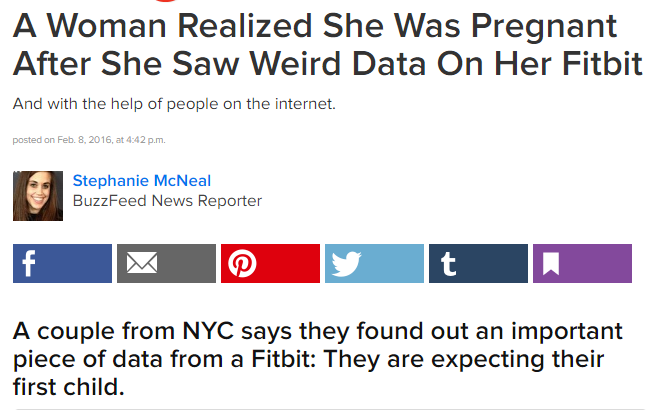 A Woman Realized She Was Pregnant
After She Saw Weird Data On Her Fitbit
And with the help of people on the internet.
posted on Feb. 8, 2016, at 4:42 p.m.
Stephanie McNeal
BuzzFeed News Reporter
A couple from NYC says they found out an important
piece of data from a Fitbit: They are expecting their
first child.